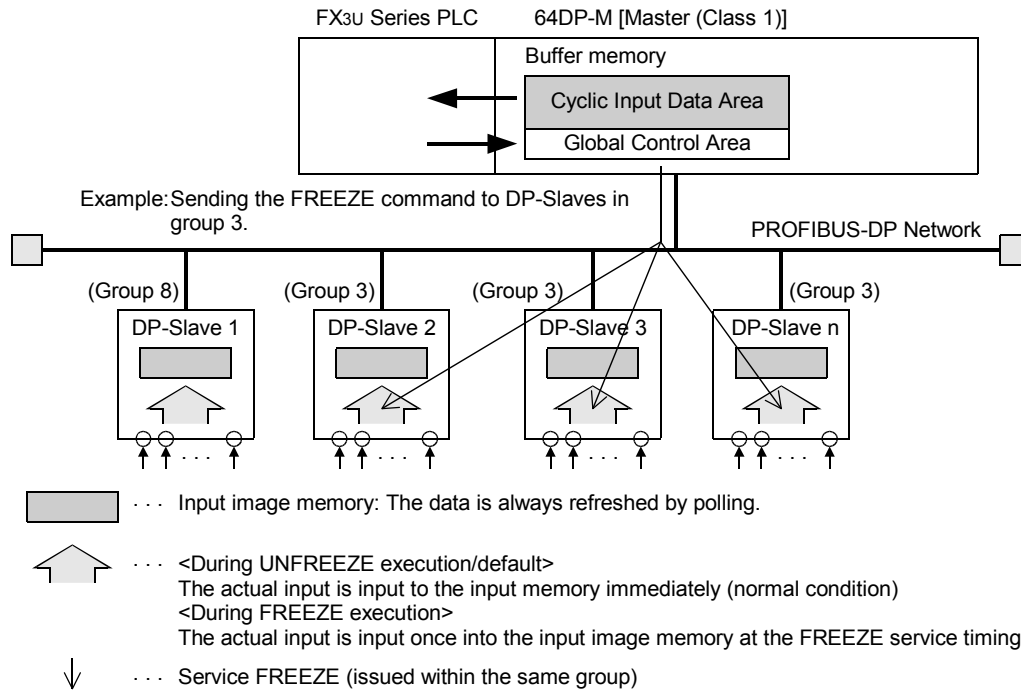 FX3U Series PLC
64DP-M [Master (Class 1)]
Buffer memory
Cyclic Input Data Area
Global Control Area
Example:Sending the FREEZE command to DP-Slaves in
group 3.
PROFIBUS-DP Network
(Group 8)
(Group 3)
(Group 3)
(Group 3)
DP-Slave 1
DP-Slave 2
DP-Slave 3
DP-Slave n
· · ·
· · ·
· · ·
· · ·
· · · Input image memory: The data is always refreshed by polling.
· · · <During UNFREEZE execution/default>
The actual input is input to the input memory immediately (normal condition)
<During FREEZE execution>
The actual input is input once into the input image memory at the FREEZE service timing
· · · Service FREEZE (issued within the same group)